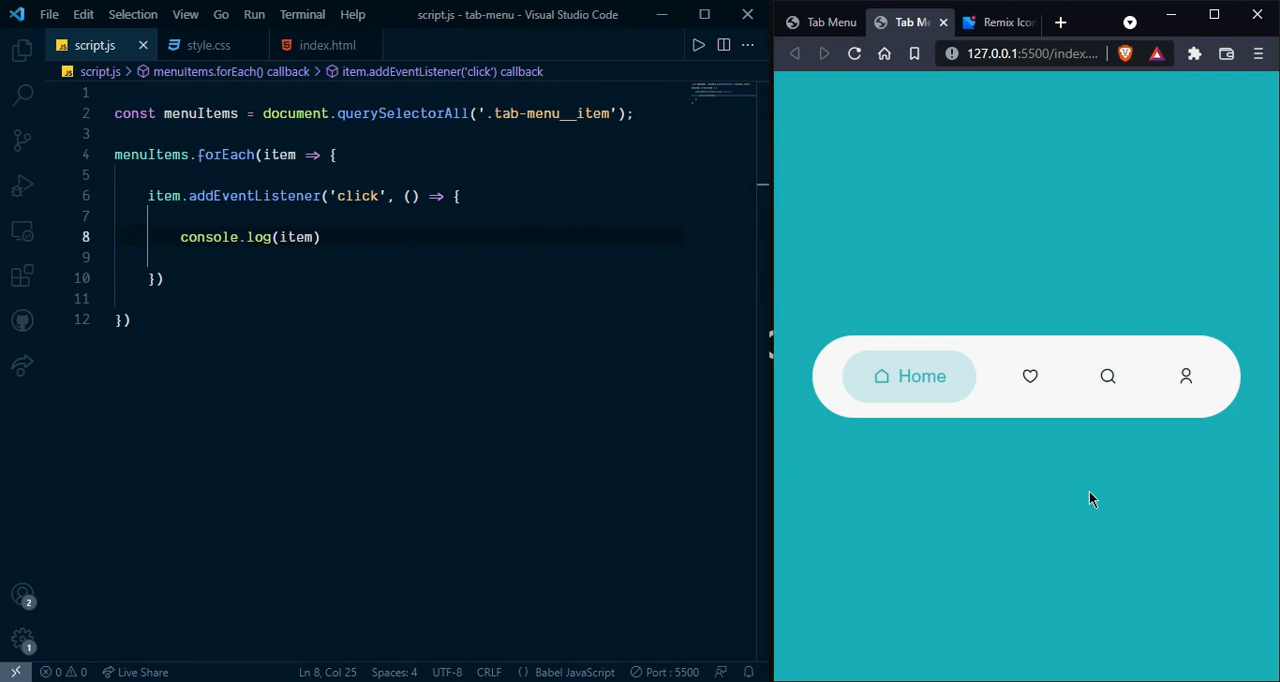 File Edit Selection View Go Run Terminal Help script.js - tab-menu - Visual Studio Code
script.js style.css index.html
script.js > menuItems.forEach() callback > item.addEventListener('click') callback
1
2 const menuItems = document.querySelectorAll('.tab-menu__item');
3
4 menuItems.forEach(item => {
5
6 item.addEventListener('click', () => {
7
8 console.log(item)
9
10 })
11
12 })
2
1
0 0 Live Share Ln 8, Col 25 Spaces: 4 UTF-8 CRLF {} Babel JavaScript Port : 5500
Tab Menu Tab Me Remix Icon
127.0.0.1:5500/index....
Home